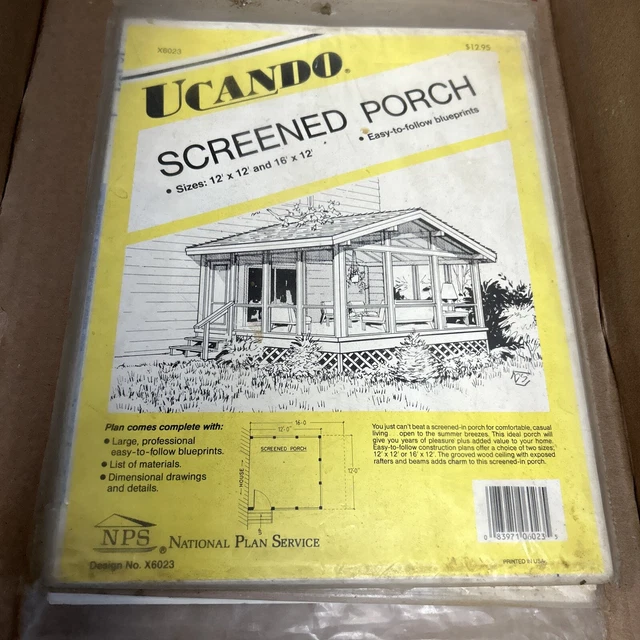 X6023
$12.95
UCANDO®
SCREENED PORCH
• Sizes: 12' x 12' and 16' x 12'
• Easy-to-follow blueprints
Plan comes complete with:
• Large, professional
easy-to-follow blueprints.
• List of materials.
• Dimensional drawings
and details.
16'-0
12'-0"
SCREENED PORCH
HOUSE
12'-0"
You just can't beat a screened-in porch for comfortable, casual
living . . . open to the summer breezes. This ideal porch will
give you years of pleasure plus added value to your home.
Easy-to-follow construction plans offer a choice of two sizes,
12' x 12' or 16' x 12'. The grooved wood ceiling with exposed
rafters and beams adds charm to this screened-in porch.
NPS® NATIONAL PLAN SERVICE
Design No. X6023
0 83971 06023
PRINTED IN USA